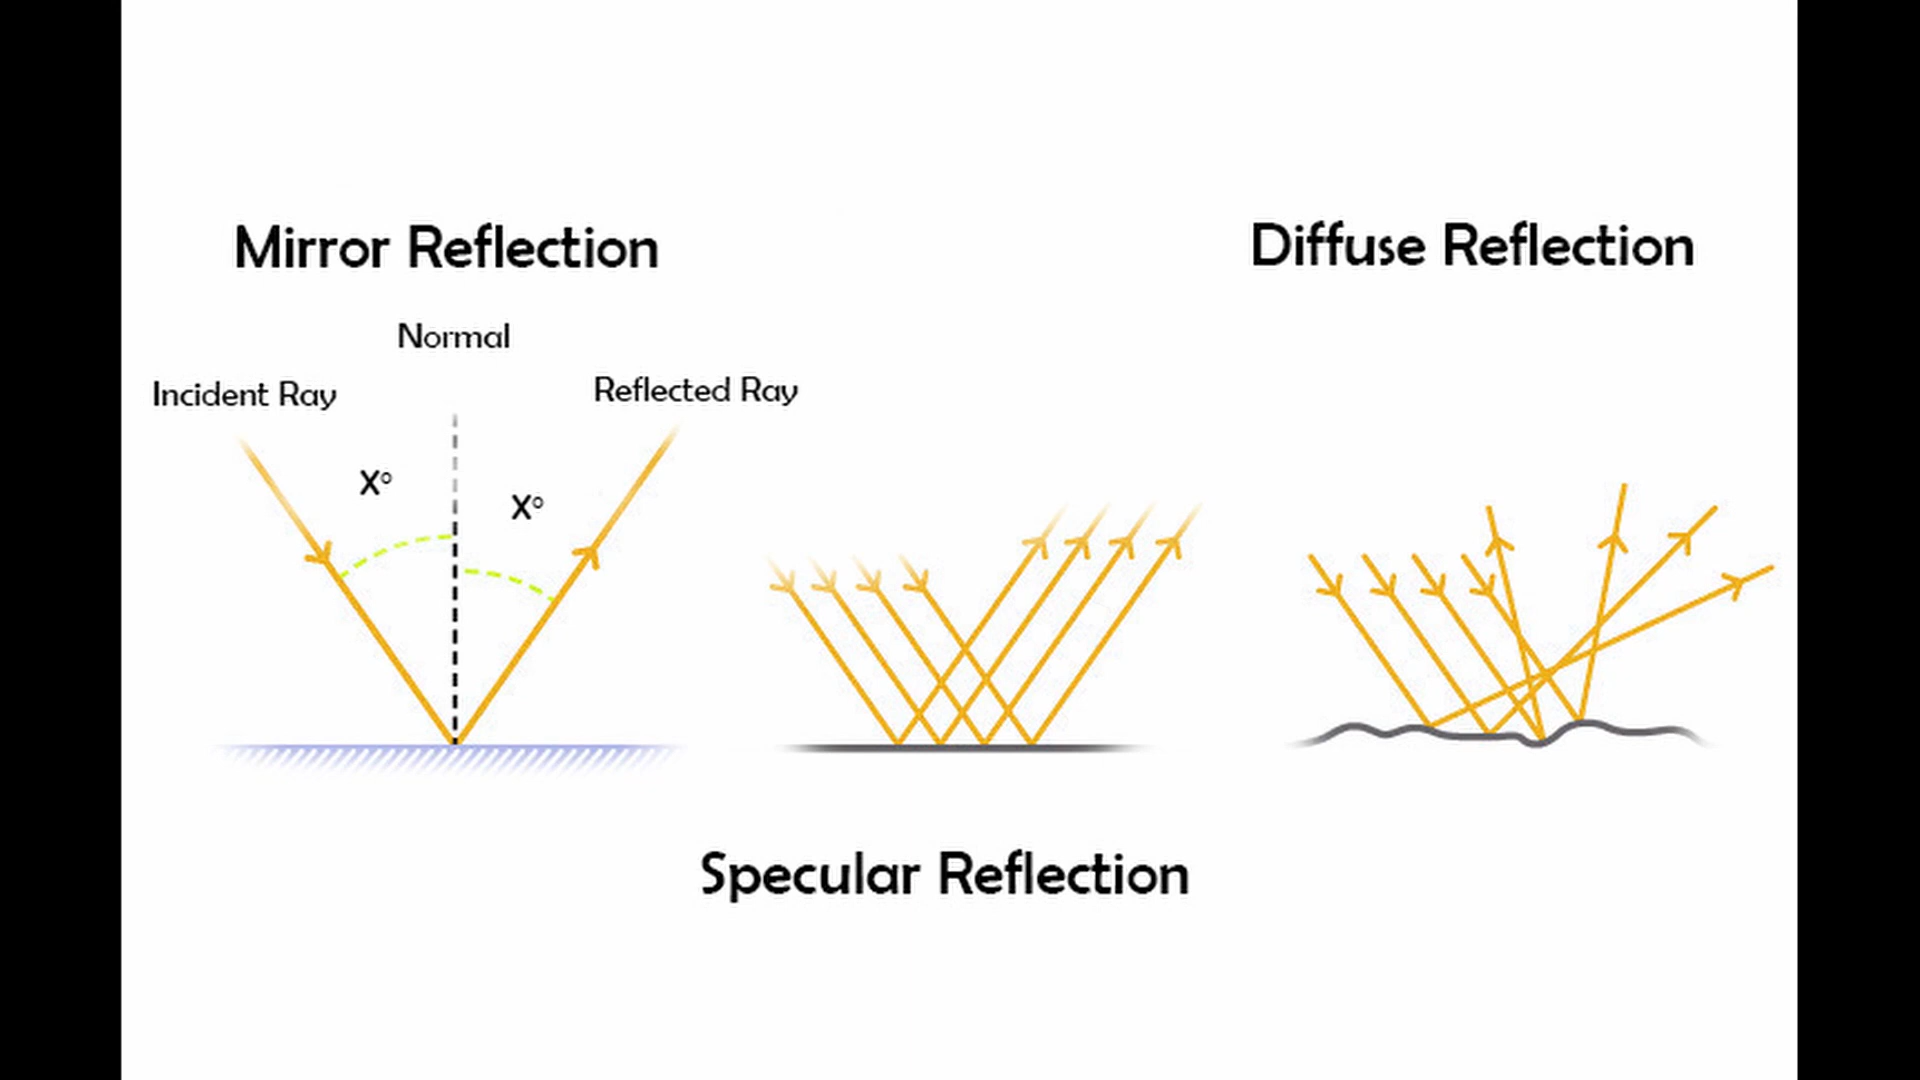 Mirror Reflection
Diffuse Reflection
Normal
Incident Ray
Reflected Ray
X°
X°
Specular Reflection